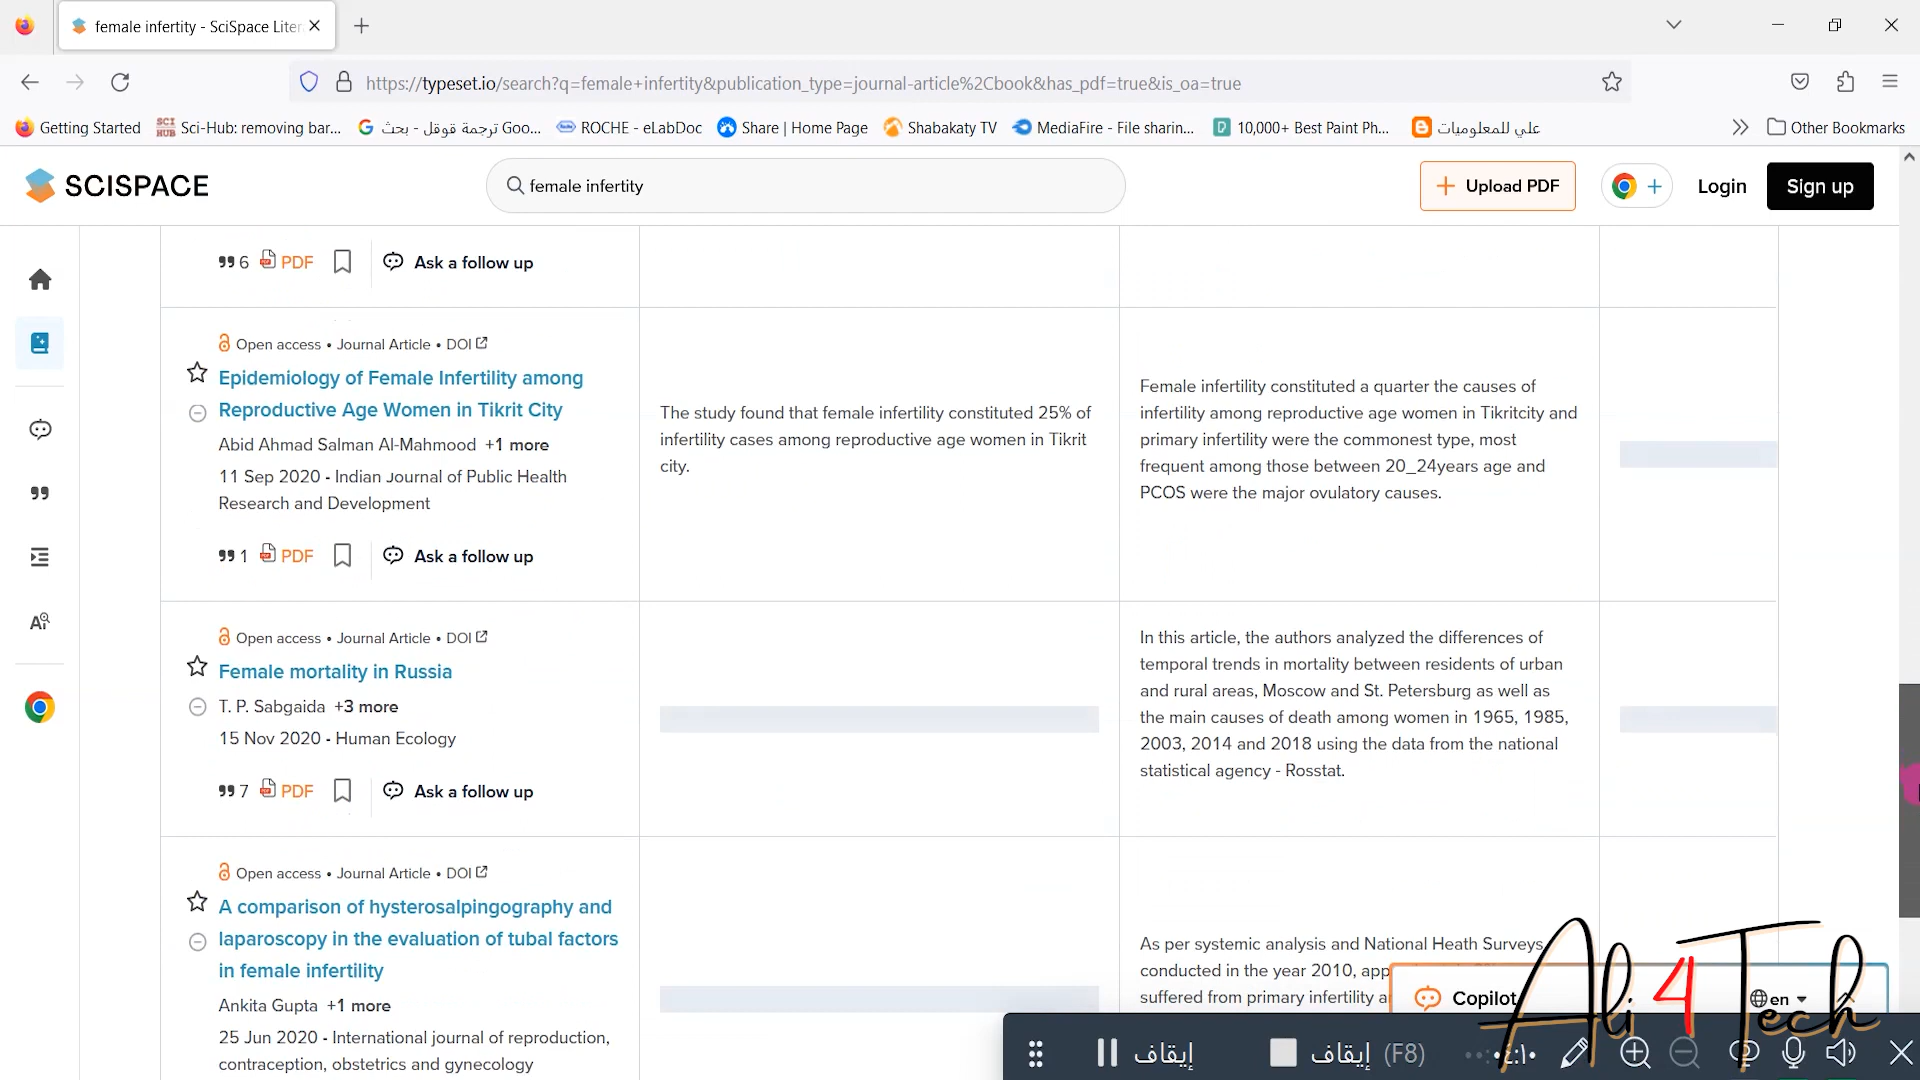 female infertity - SciSpace Liter
https://typeset.io/search?q=female+infertity&publication_type=journal-article%2Cbook&has_pdf=true&is_oa=true
Getting Started
SCI HUB
Sci-Hub: removing bar...
ترجمة قوقل - بحث Goo...
ROCHE - eLabDoc
Share | Home Page
Shabakaty TV
MediaFire - File sharin...
10,000+ Best Paint Ph...
علي للمعلوميات
Other Bookmarks
SCISPACE
female infertity
Upload PDF
Login
Sign up
6 PDF
Ask a follow up
Open access • Journal Article • DOI
Epidemiology of Female Infertility among
Reproductive Age Women in Tikrit City
Abid Ahmad Salman Al-Mahmood +1 more
11 Sep 2020 - Indian Journal of Public Health
Research and Development
1 PDF
Ask a follow up
The study found that female infertility constituted 25% of
infertility cases among reproductive age women in Tikrit
city.
Female infertility constituted a quarter the causes of
infertility among reproductive age women in Tikritcity and
primary infertility were the commonest type, most
frequent among those between 20_24years age and
PCOS were the major ovulatory causes.
Open access • Journal Article • DOI
Female mortality in Russia
T. P. Sabgaida +3 more
15 Nov 2020 - Human Ecology
7 PDF
Ask a follow up
In this article, the authors analyzed the differences of
temporal trends in mortality between residents of urban
and rural areas, Moscow and St. Petersburg as well as
the main causes of death among women in 1965, 1985,
2003, 2014 and 2018 using the data from the national
statistical agency - Rosstat.
Open access • Journal Article • DOI
A comparison of hysterosalpingography and
laparoscopy in the evaluation of tubal factors
in female infertility
Ankita Gupta +1 more
25 Jun 2020 - International journal of reproduction,
contraception, obstetrics and gynecology
As per systemic analysis and National Heath Surveys
conducted in the year 2010,
suffered from primary infertility
Copilot
en
Ali 4 Tech
إيقاف
إيقاف (F8)